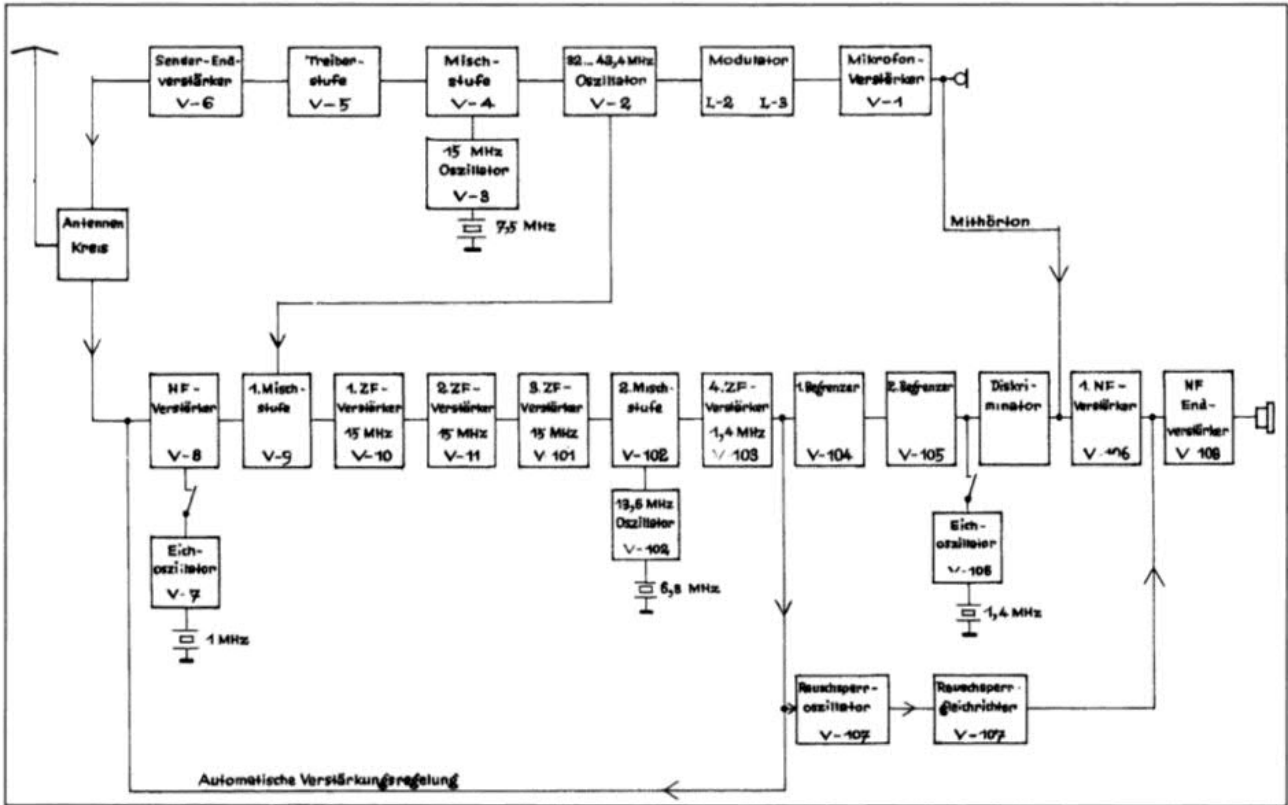 Sender-End-
verstärker
V-6
Treiber-
stufe
V-5
Misch-
stufe
V-4
32...43,4 MHz
Oszillator
V-2
Modulator
L-2 L-3
Mikrofon-
Verstärker
V-1
15 MHz
Oszillator
V-3
7,5 MHz
Antennen
Kreis
Mithörton
HF-
Verstärker
V-8
1. Misch-
stufe
V-9
1. ZF-
Verstärker
15 MHz
V-10
2. ZF-
Verstärker
15 MHz
V-11
3. ZF-
Verstärker
15 MHz
V 101
2. Misch-
stufe
V-102
4. ZF-
Verstärker
1,4 MHz
V-103
1. Begrenzer
V-104
2. Begrenzer
V-105
Diskri-
minator
1. NF-
Verstärker
V-106
NF
End-
verstärker
V 108
Eich-
oszillator
V-7
1 MHz
13,6 MHz
Oszillator
V-102
6,8 MHz
Eich-
oszillator
V-106
1,4 MHz
Rauschsperr-
oszillator
V-107
Rauschsperr-
gleichrichter
V-107
Automatische Verstärkungsregelung